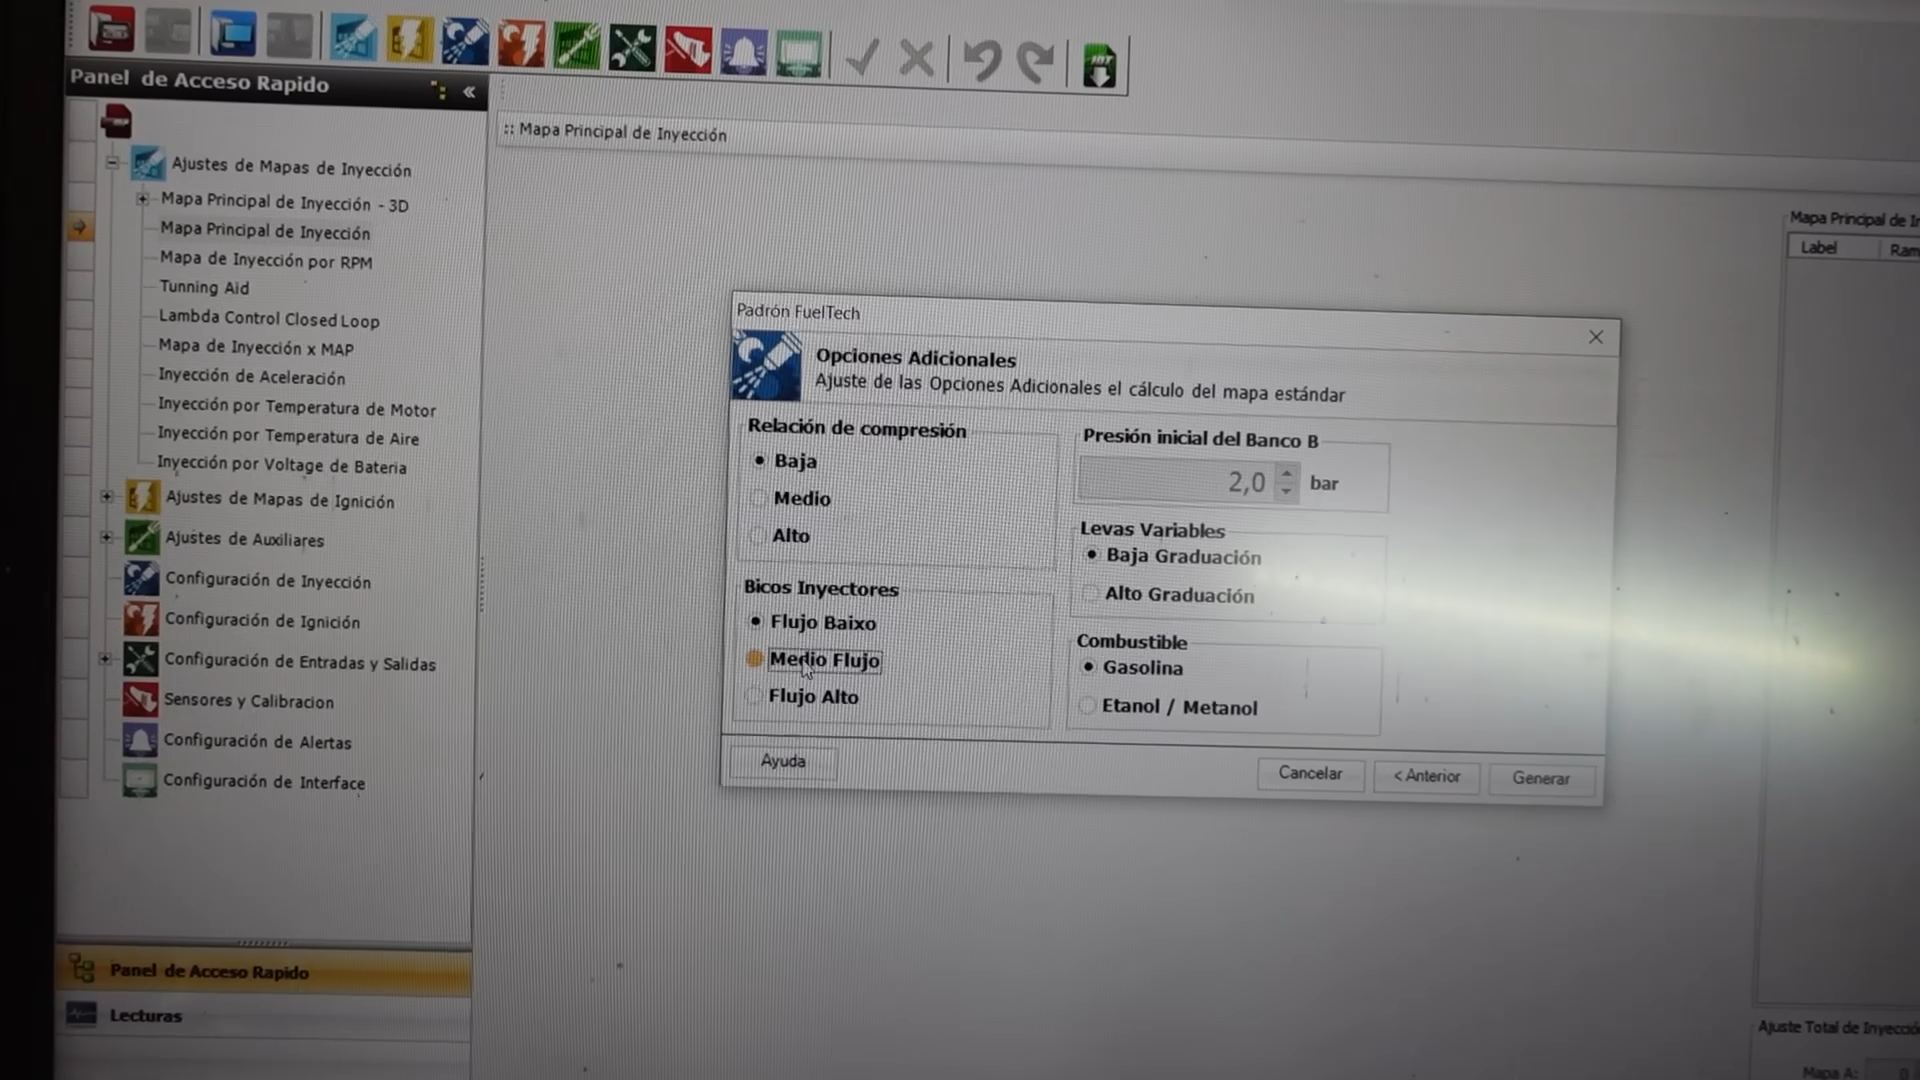 Panel de Acceso Rapido
Ajustes de Mapas de Inyección
Mapa Principal de Inyección - 3D
Mapa Principal de Inyección
Mapa de Inyección por RPM
Tunning Aid
Lambda Control Closed Loop
Mapa de Inyección x MAP
Inyección de Aceleración
Inyección por Temperatura de Motor
Inyección por Temperatura de Aire
Inyección por Voltage de Bateria
Ajustes de Mapas de Ignición
Ajustes de Auxiliares
Configuración de Inyección
Configuración de Ignición
Configuración de Entradas y Salidas
Sensores y Calibracion
Configuración de Alertas
Configuración de Interface
Panel de Acceso Rapido
Lecturas
:: Mapa Principal de Inyección
Padrón FuelTech
Opciones Adicionales
Ajuste de las Opciones Adicionales el cálculo del mapa estándar
Relación de compresión
Baja
Medio
Alto
Bicos Inyectores
Flujo Baixo
Medio Flujo
Flujo Alto
Presión inicial del Banco B
2,0 bar
Levas Variables
Baja Graduación
Alto Graduación
Combustible
Gasolina
Etanol / Metanol
Ayuda
Cancelar
< Anterior
Generar
Mapa Principal de In
Label Ram
Ajuste Total de Inyecció
Mapa A: